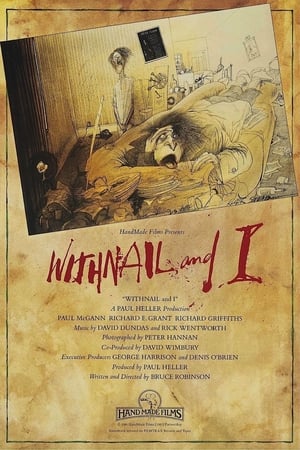 HandMade Films Presents
WITHNAIL and I
"WITHNAIL and I"
A PAUL HELLER Production
PAUL McGANN RICHARD E. GRANT RICHARD GRIFFITHS
Music by DAVID DUNDAS and RICK WENTWORTH
Photographed by PETER HANNAN
Co-Produced by DAVID WIMBURY
Executive Producers GEORGE HARRISON and DENIS O'BRIEN
Produced by PAUL HELLER
Written and Directed by BRUCE ROBINSON
HANDMADE FILMS